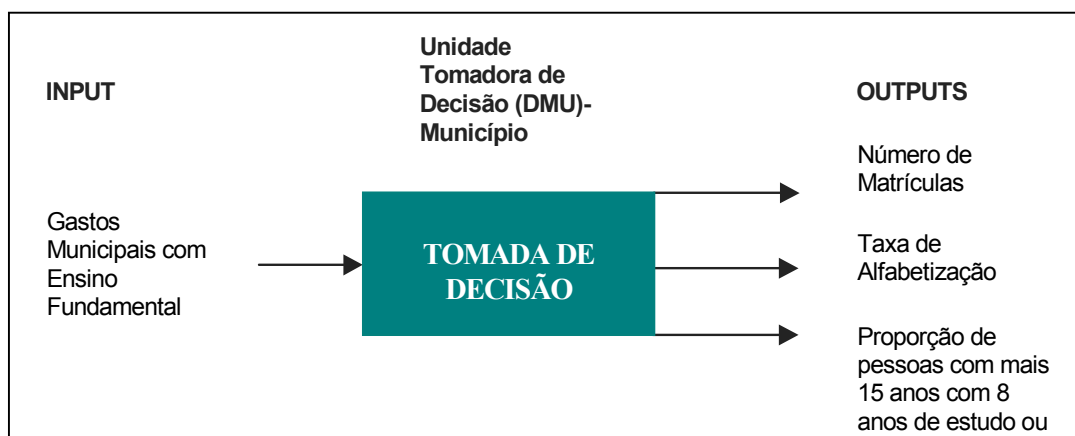 INPUT
Unidade
Tomadora de
Decisão (DMU)-
Município
OUTPUTS
Gastos
Municipais com
Ensino
Fundamental
TOMADA DE
DECISÃO
Número de
Matrículas
Taxa de
Alfabetização
Proporção de
pessoas com mais
15 anos com 8
anos de estudo ou